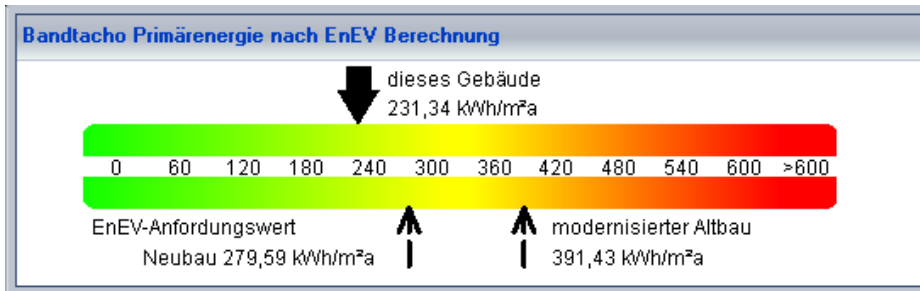 Bandtacho Primärenergie nach EnEV Berechnung
dieses Gebäude
231,34 kWh/m²a
0 60 120 180 240 300 360 420 480 540 600 >600
EnEV-Anfordungswert
Neubau 279,59 kWh/m²a
modernisierter Altbau
391,43 kWh/m²a